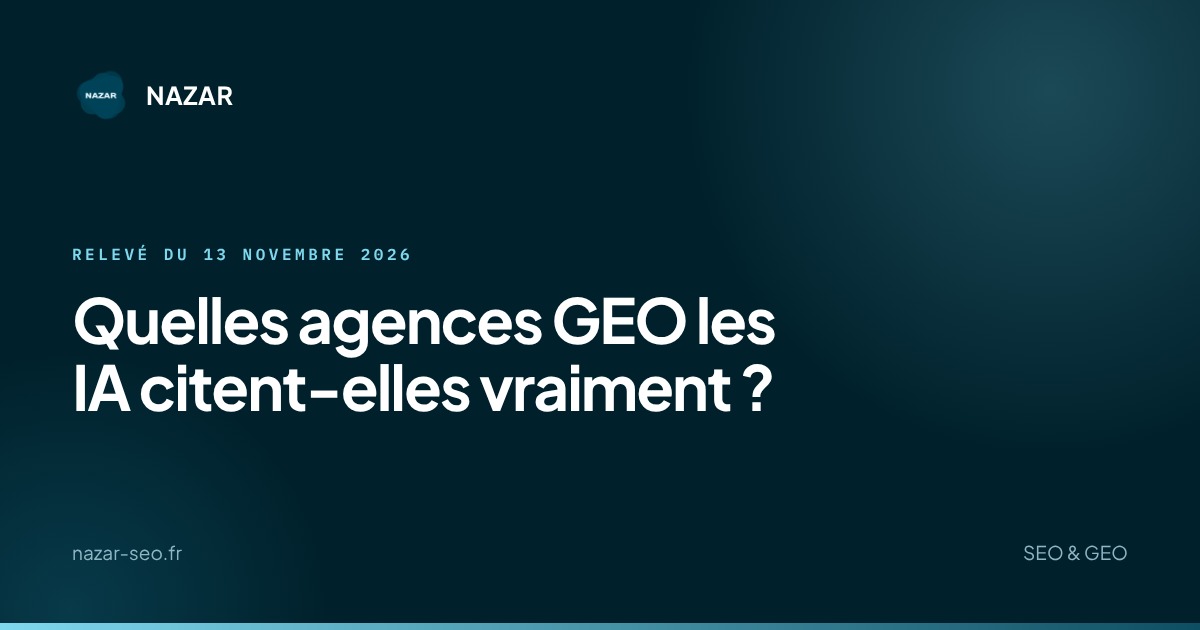 NAZAR
NAZAR
RELEVÉ DU 13 NOVEMBRE 2026
Quelles agences GEO les
IA citent-elles vraiment ?
nazar-seo.fr
SEO & GEO